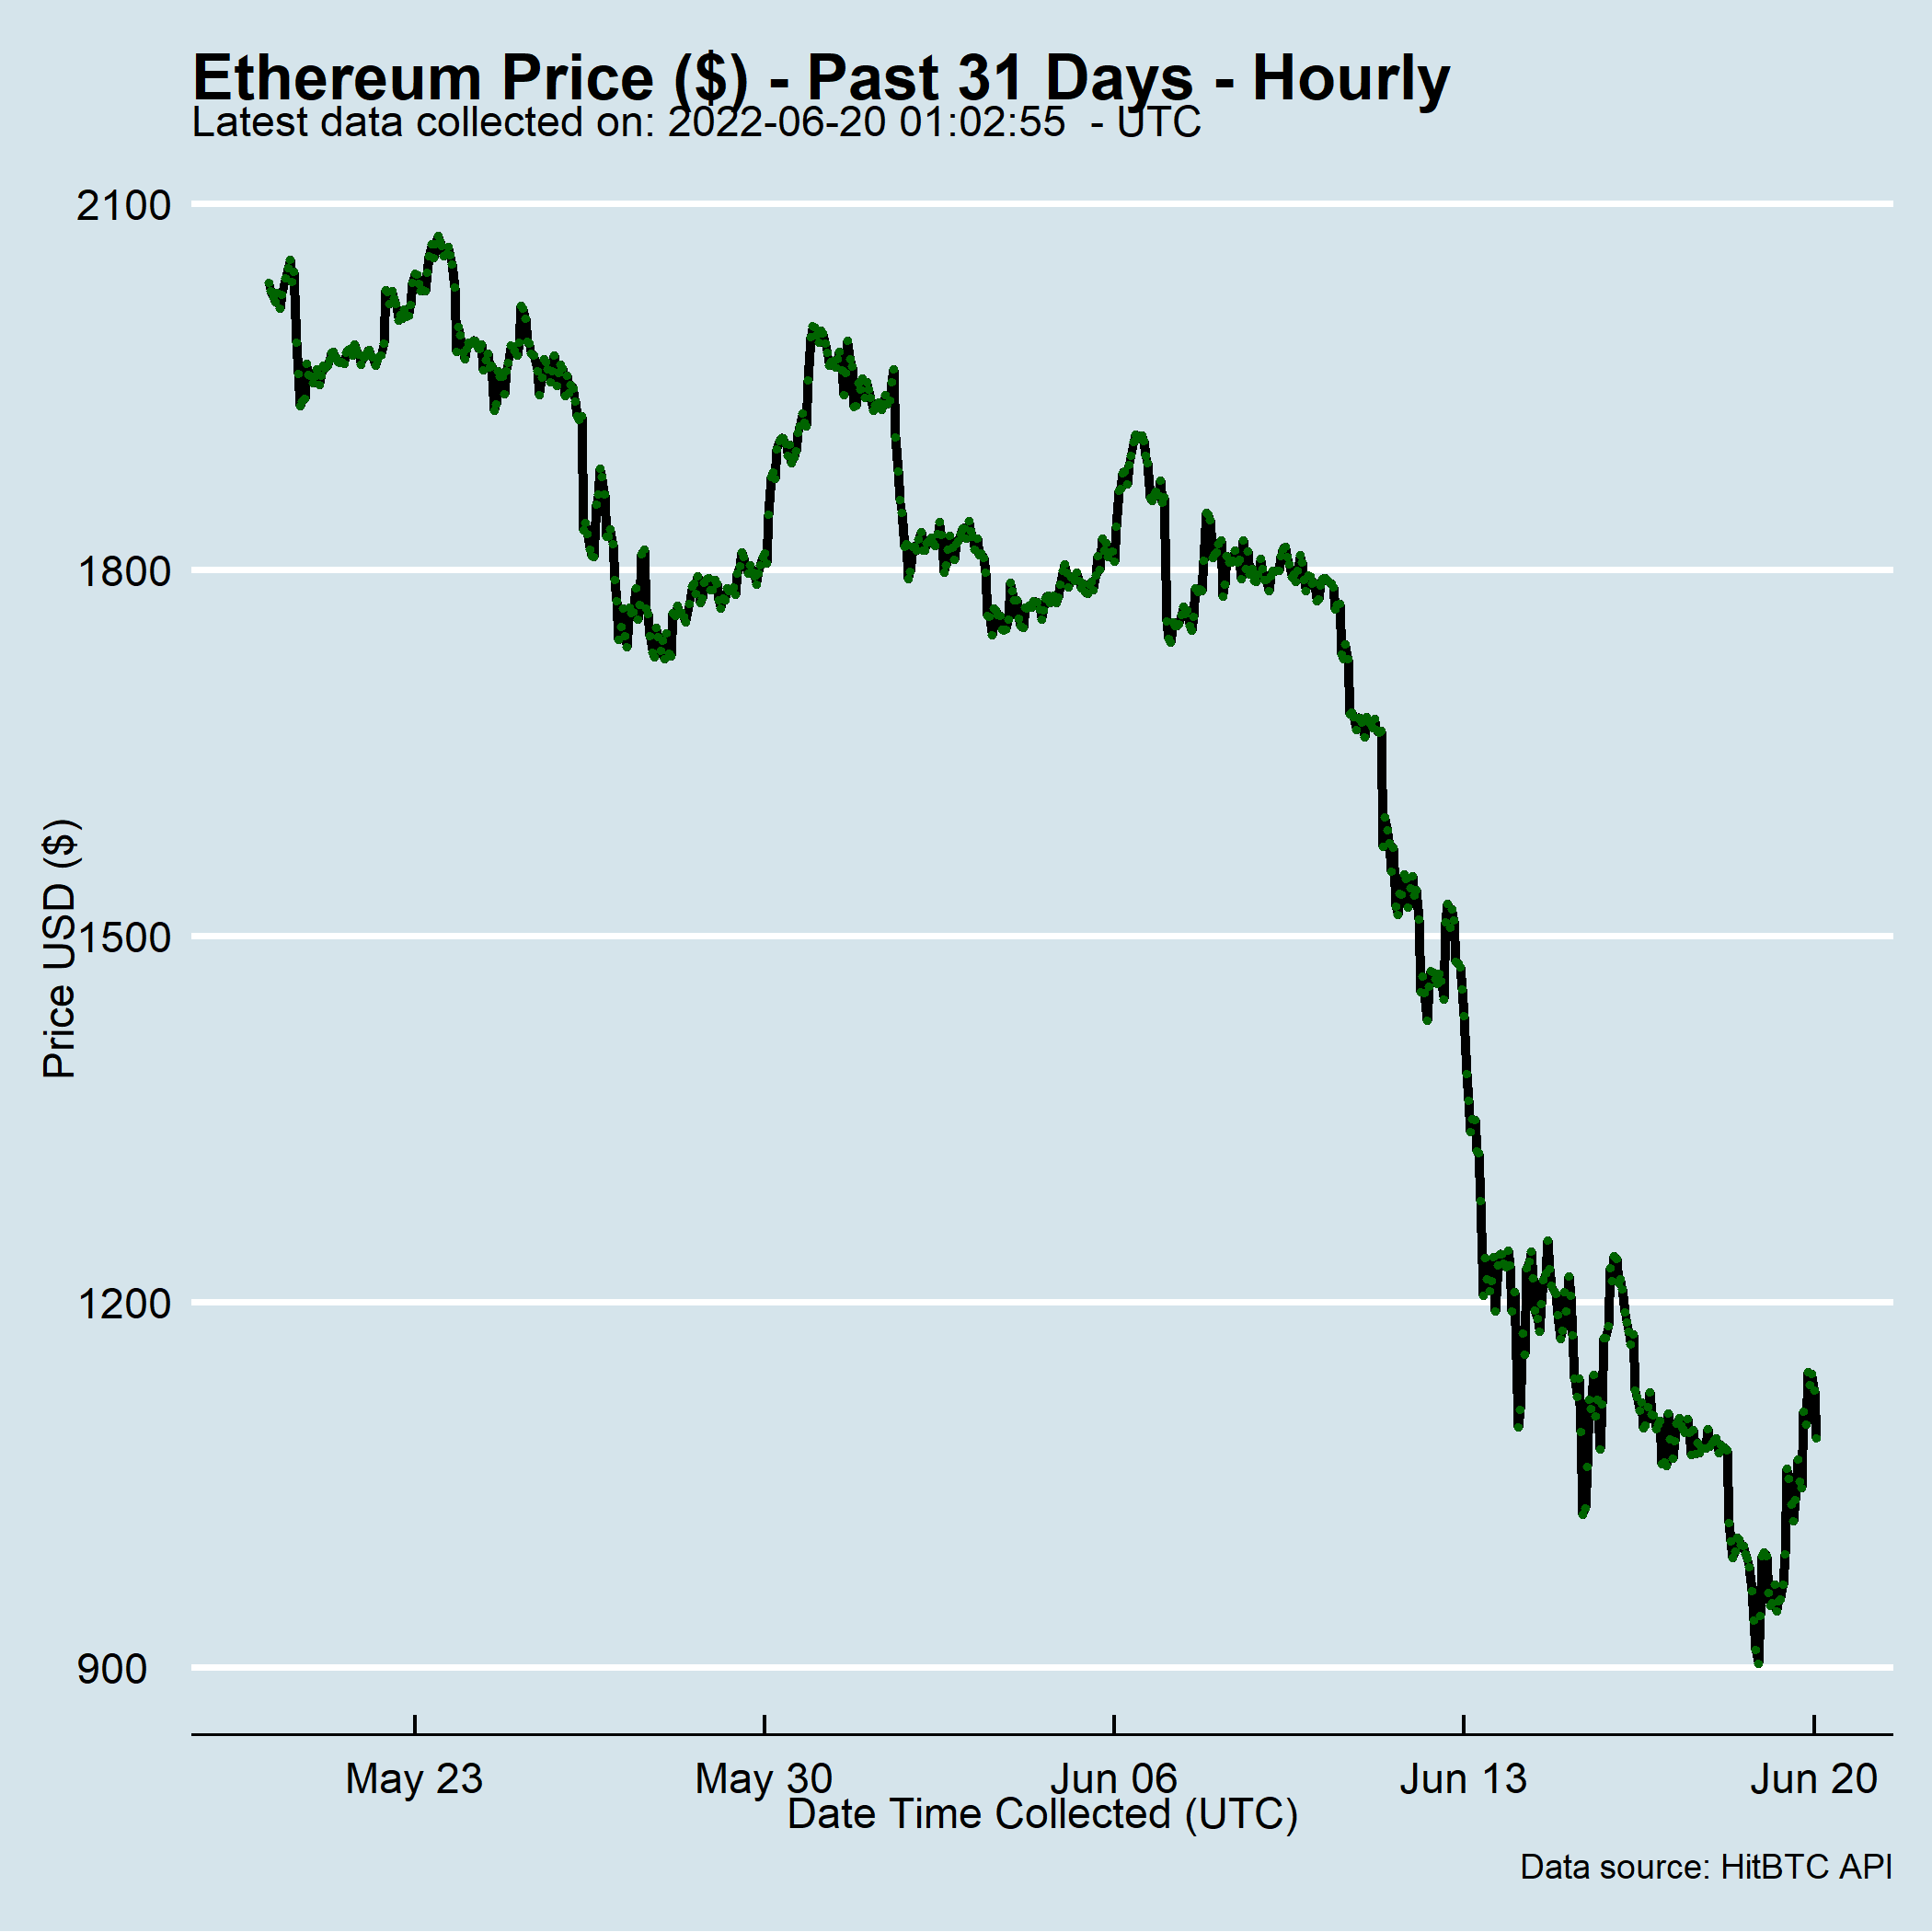 Ethereum Price ($) - Past 31 Days - Hourly
Latest data collected on: 2022-06-20 01:02:55  - UTC
2100
1800
1500
1200
900
Price USD ($)
May 23
May 30
Jun 06
Jun 13
Jun 20
Date Time Collected (UTC)
Data source: HitBTC API